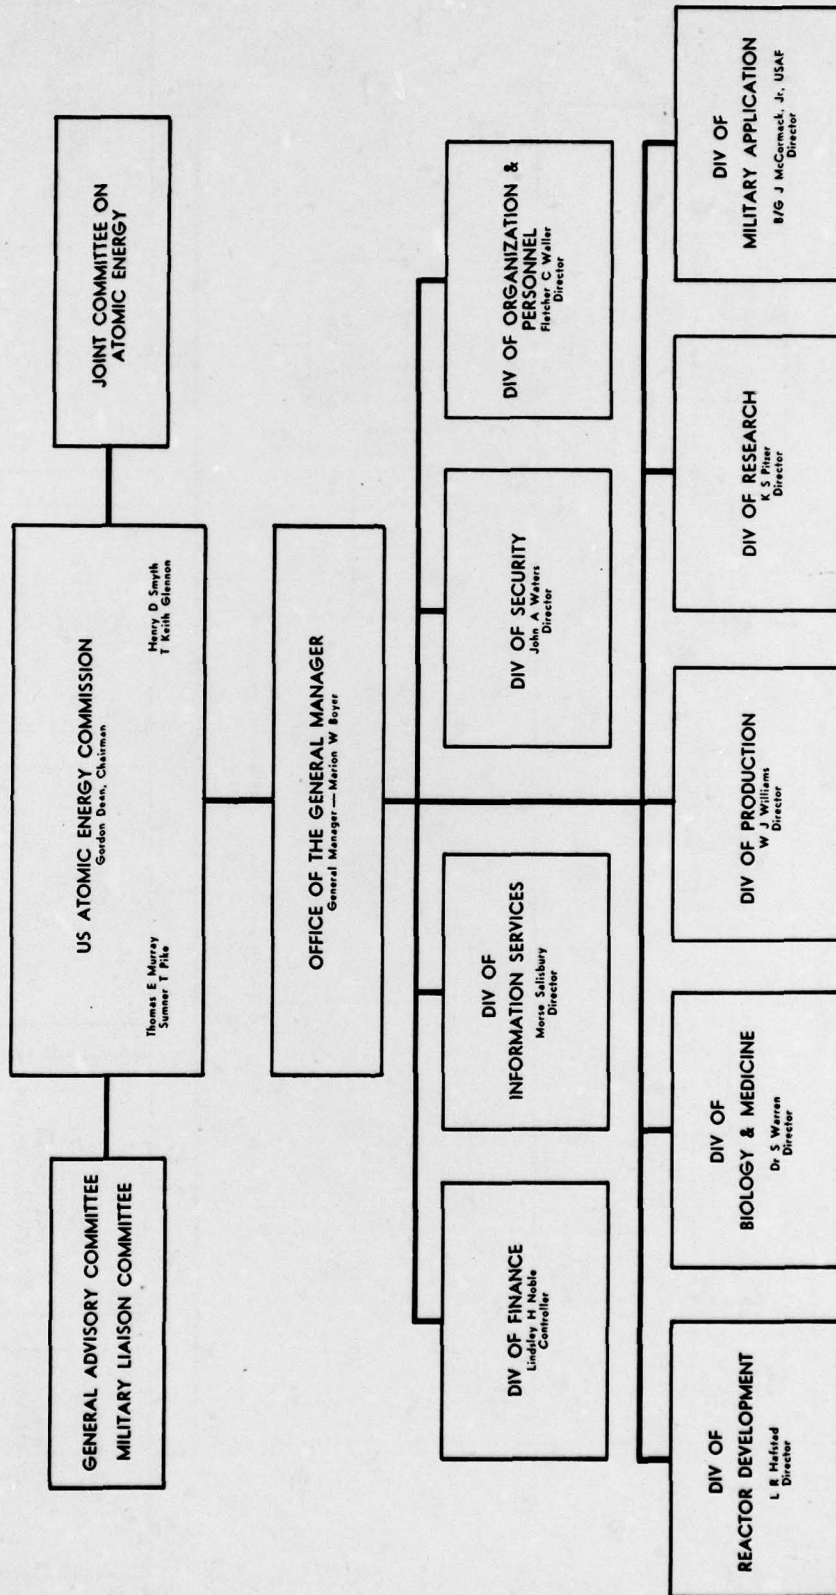 GENERAL ADVISORY COMMITTEE
MILITARY LIAISON COMMITTEE
US ATOMIC ENERGY COMMISSION
Gordon Dean, Chairman
Thomas E Murray
Sumner T Pike
Henry D Smyth
T Keith Glennon
JOINT COMMITTEE ON
ATOMIC ENERGY
OFFICE OF THE GENERAL MANAGER
General Manager — Marion W Boyer
DIV OF FINANCE
Lindsley H Noble
Controller
DIV OF
INFORMATION SERVICES
Morse Salisbury
Director
DIV OF SECURITY
John A Waters
Director
DIV OF ORGANIZATION &
PERSONNEL
Fletcher C Waller
Director
DIV OF
REACTOR DEVELOPMENT
L R Hafstad
Director
DIV OF
BIOLOGY & MEDICINE
Dr S Warren
Director
DIV OF PRODUCTION
W J Williams
Director
DIV OF RESEARCH
K S Pitzer
Director
DIV OF
MILITARY APPLICATION
B/G J McCormack, Jr, USAF
Director